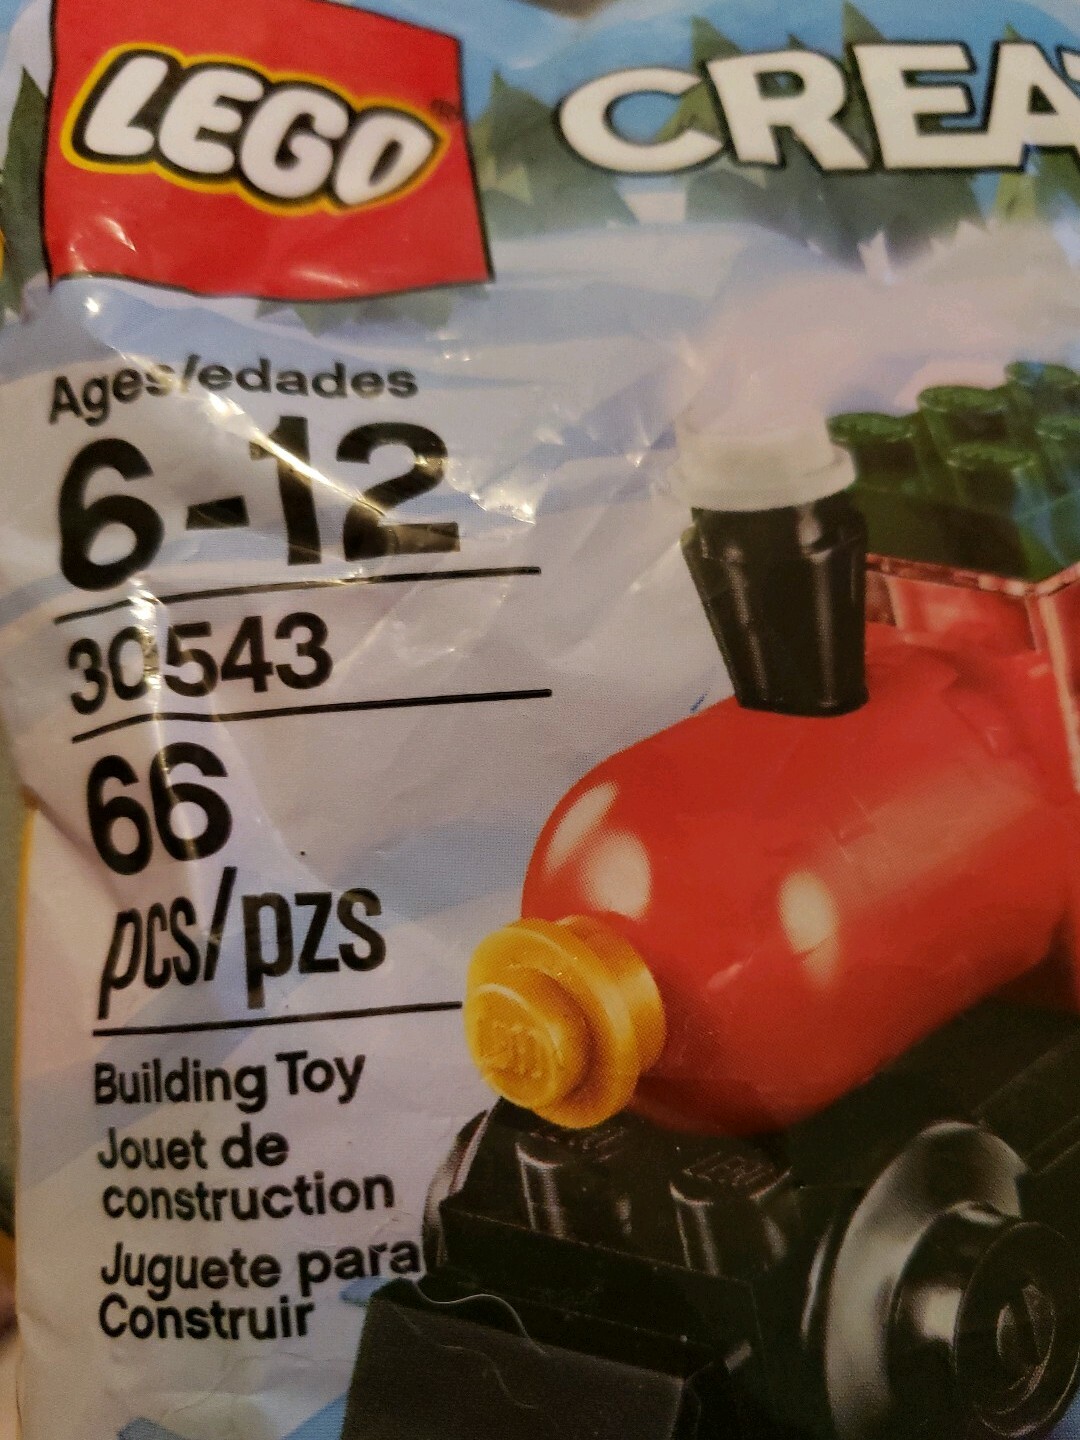 LEGO ®
CREA
Ages/edades
6-12
30543
66
pcs/pzs
Building Toy
Jouet de
construction
Juguete para
Construir